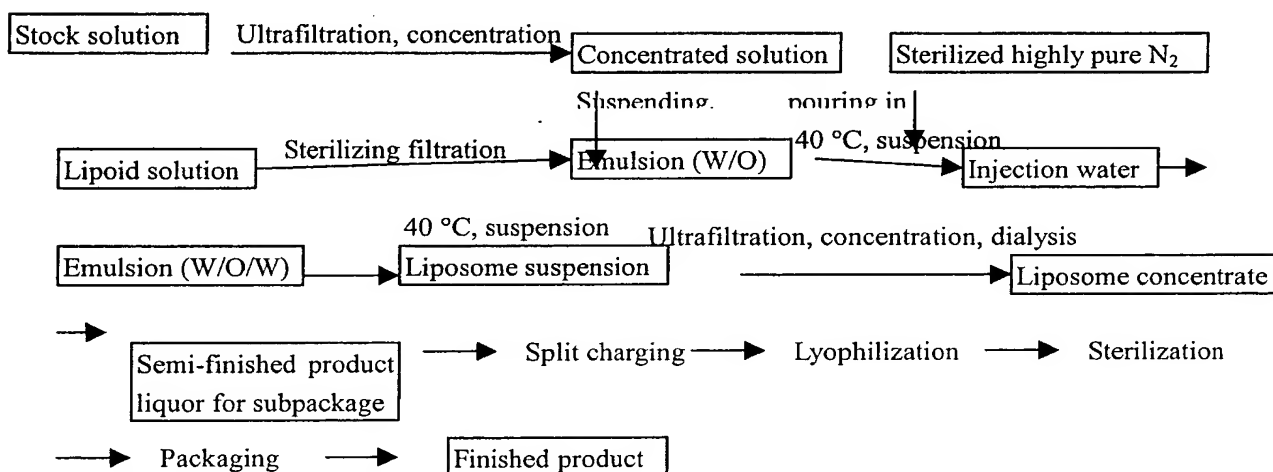 Stock solution Ultrafiltration, concentration
Concentrated solution Sterilized highly pure N₂
Suspending, pouring in
40 °C, suspension
Lipoid solution Sterilizing filtration Emulsion (W/O) Injection water
40 °C, suspension Ultrafiltration, concentration, dialysis
Emulsion (W/O/W) Liposome suspension Liposome concentrate
Semi-finished product Split charging Lyophilization Sterilization
liquor for subpackage
Packaging Finished product